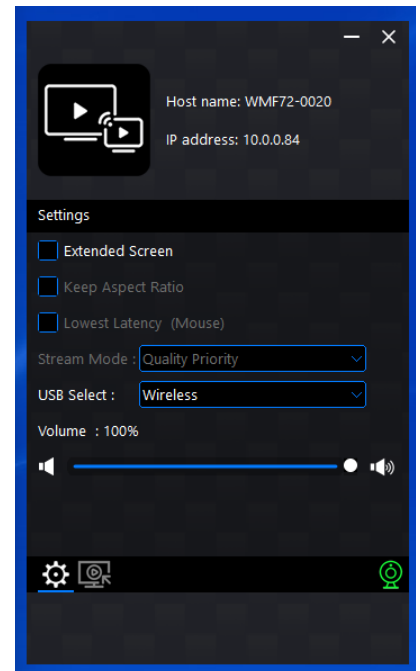 Host name: WMF72-0020
IP address: 10.0.0.84
Settings
Extended Screen
Keep Aspect Ratio
Lowest Latency (Mouse)
Stream Mode : Quality Priority
USB Select : Wireless
Volume : 100%